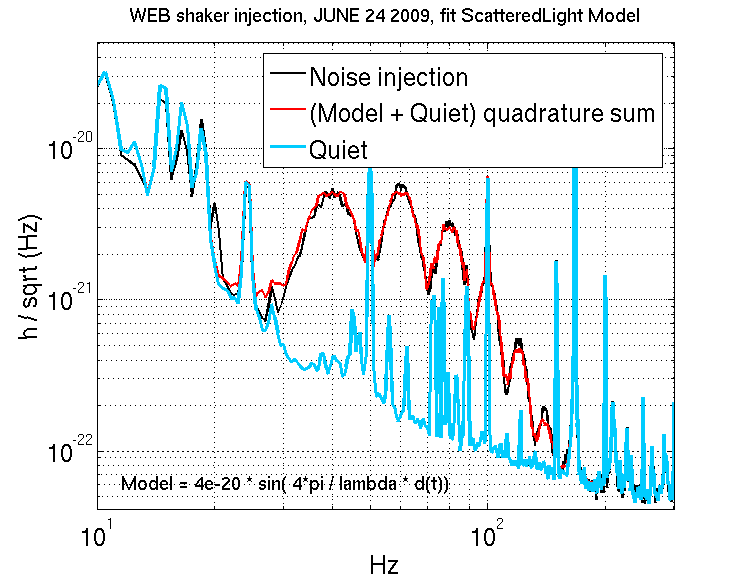 WEB shaker injection, JUNE 24 2009, fit ScatteredLight Model
Noise injection
(Model + Quiet) quadrature sum
Quiet
10^-20
10^-21
10^-22
h / sqrt (Hz)
Model = 4e-20 * sin( 4*pi / lambda * d(t))
10^1
10^2
Hz